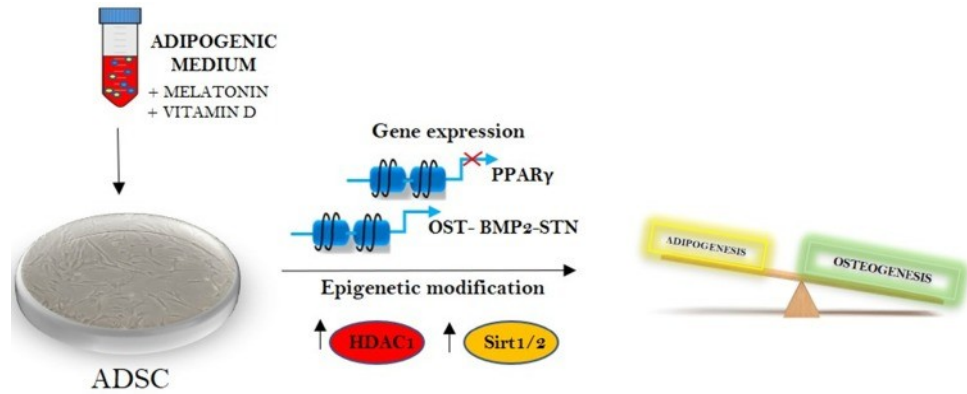 ADIPOGENIC
MEDIUM
+ MELATONIN
+ VITAMIN D
Gene expression
PPARγ
OST- BMP2-STN
Epigenetic modification
HDAC1
Sirt1/2
ADSC
ADIPOGENESIS
OSTEOGENESIS